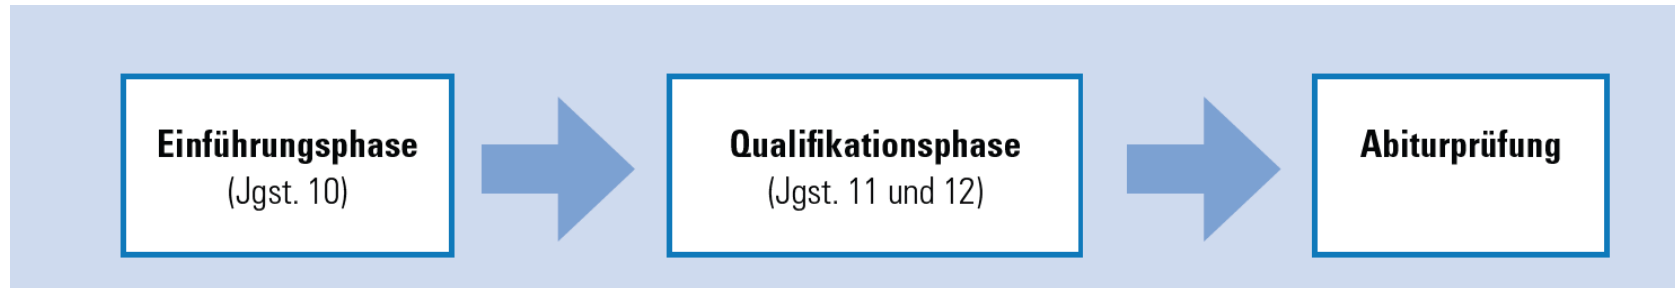 Einführungsphase
(Jgst. 10)
Qualifikationsphase
(Jgst. 11 und 12)
Abiturprüfung